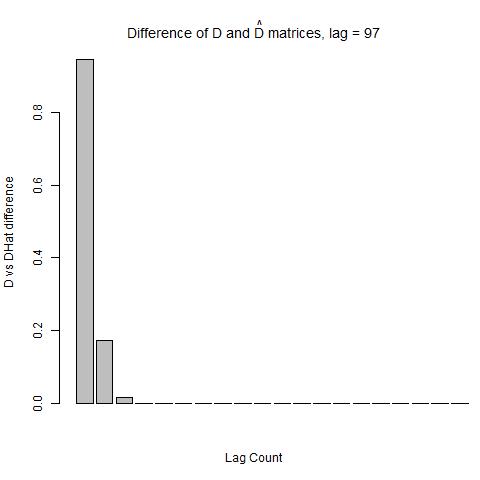 Difference of D and D̂ matrices, lag = 97
D vs DHat difference
0.8
0.6
0.4
0.2
0.0
Lag Count